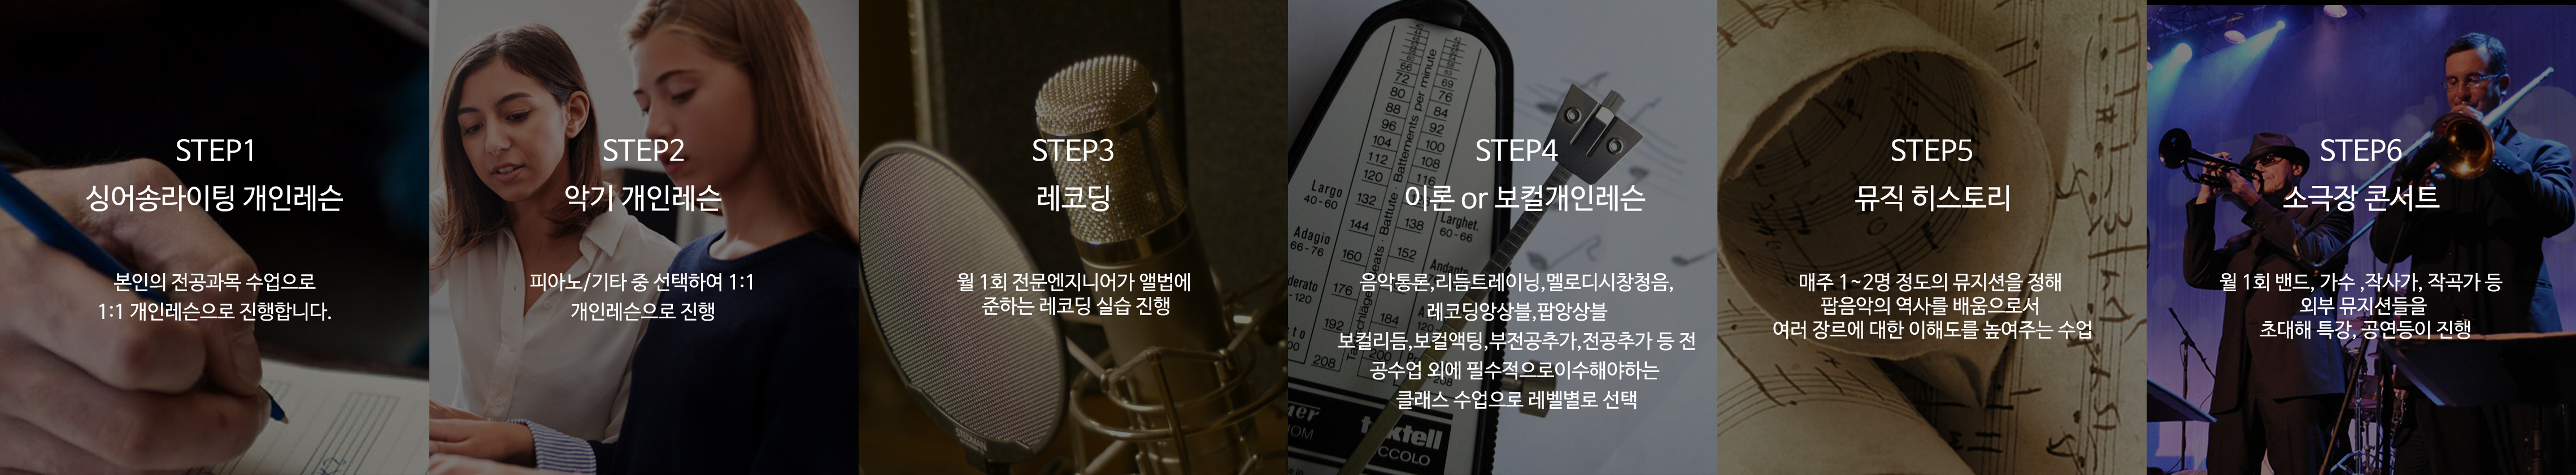 STEP1
싱어송라이팅 개인레슨
본인의 전공과목 수업으로
1:1 개인레슨으로 진행합니다.
STEP2
악기 개인레슨
피아노/기타 중 선택하여 1:1
개인레슨으로 진행
STEP3
레코딩
월 1회 전문엔지니어가 앨법에
준하는 레코딩 실습 진행
STEP4
이론 or 보컬개인레슨
음악통론,리듬트레이닝,멜로디시창청음,
레코딩앙상블,팝앙상블
보컬리듬,보컬액팅,부전공추가,전공추가 등 전
공수업 외에 필수적으로이수해야하는
클래스 수업으로 레벨별로 선택
STEP5
뮤직 히스토리
매주 1~2명 정도의 뮤지션을 정해
팝음악의 역사를 배움으로서
여러 장르에 대한 이해도를 높여주는 수업
STEP6
소극장 콘서트
월 1회 밴드, 가수 ,작사가, 작곡가 등
외부 뮤지션들을
초대해 특강, 공연등이 진행